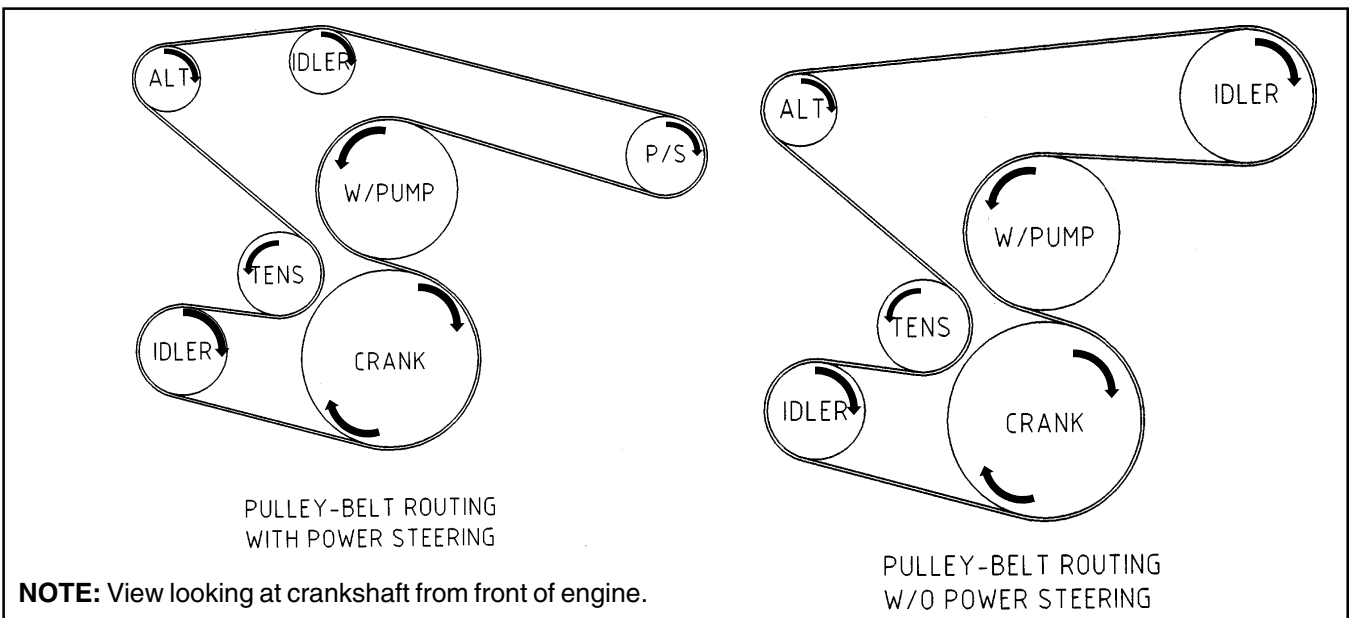 ALT
IDLER
P/S
W/PUMP
TENS
IDLER
CRANK
PULLEY-BELT ROUTING
WITH POWER STEERING
NOTE: View looking at crankshaft from front of engine.
ALT
IDLER
W/PUMP
TENS
IDLER
CRANK
PULLEY-BELT ROUTING
W/O POWER STEERING